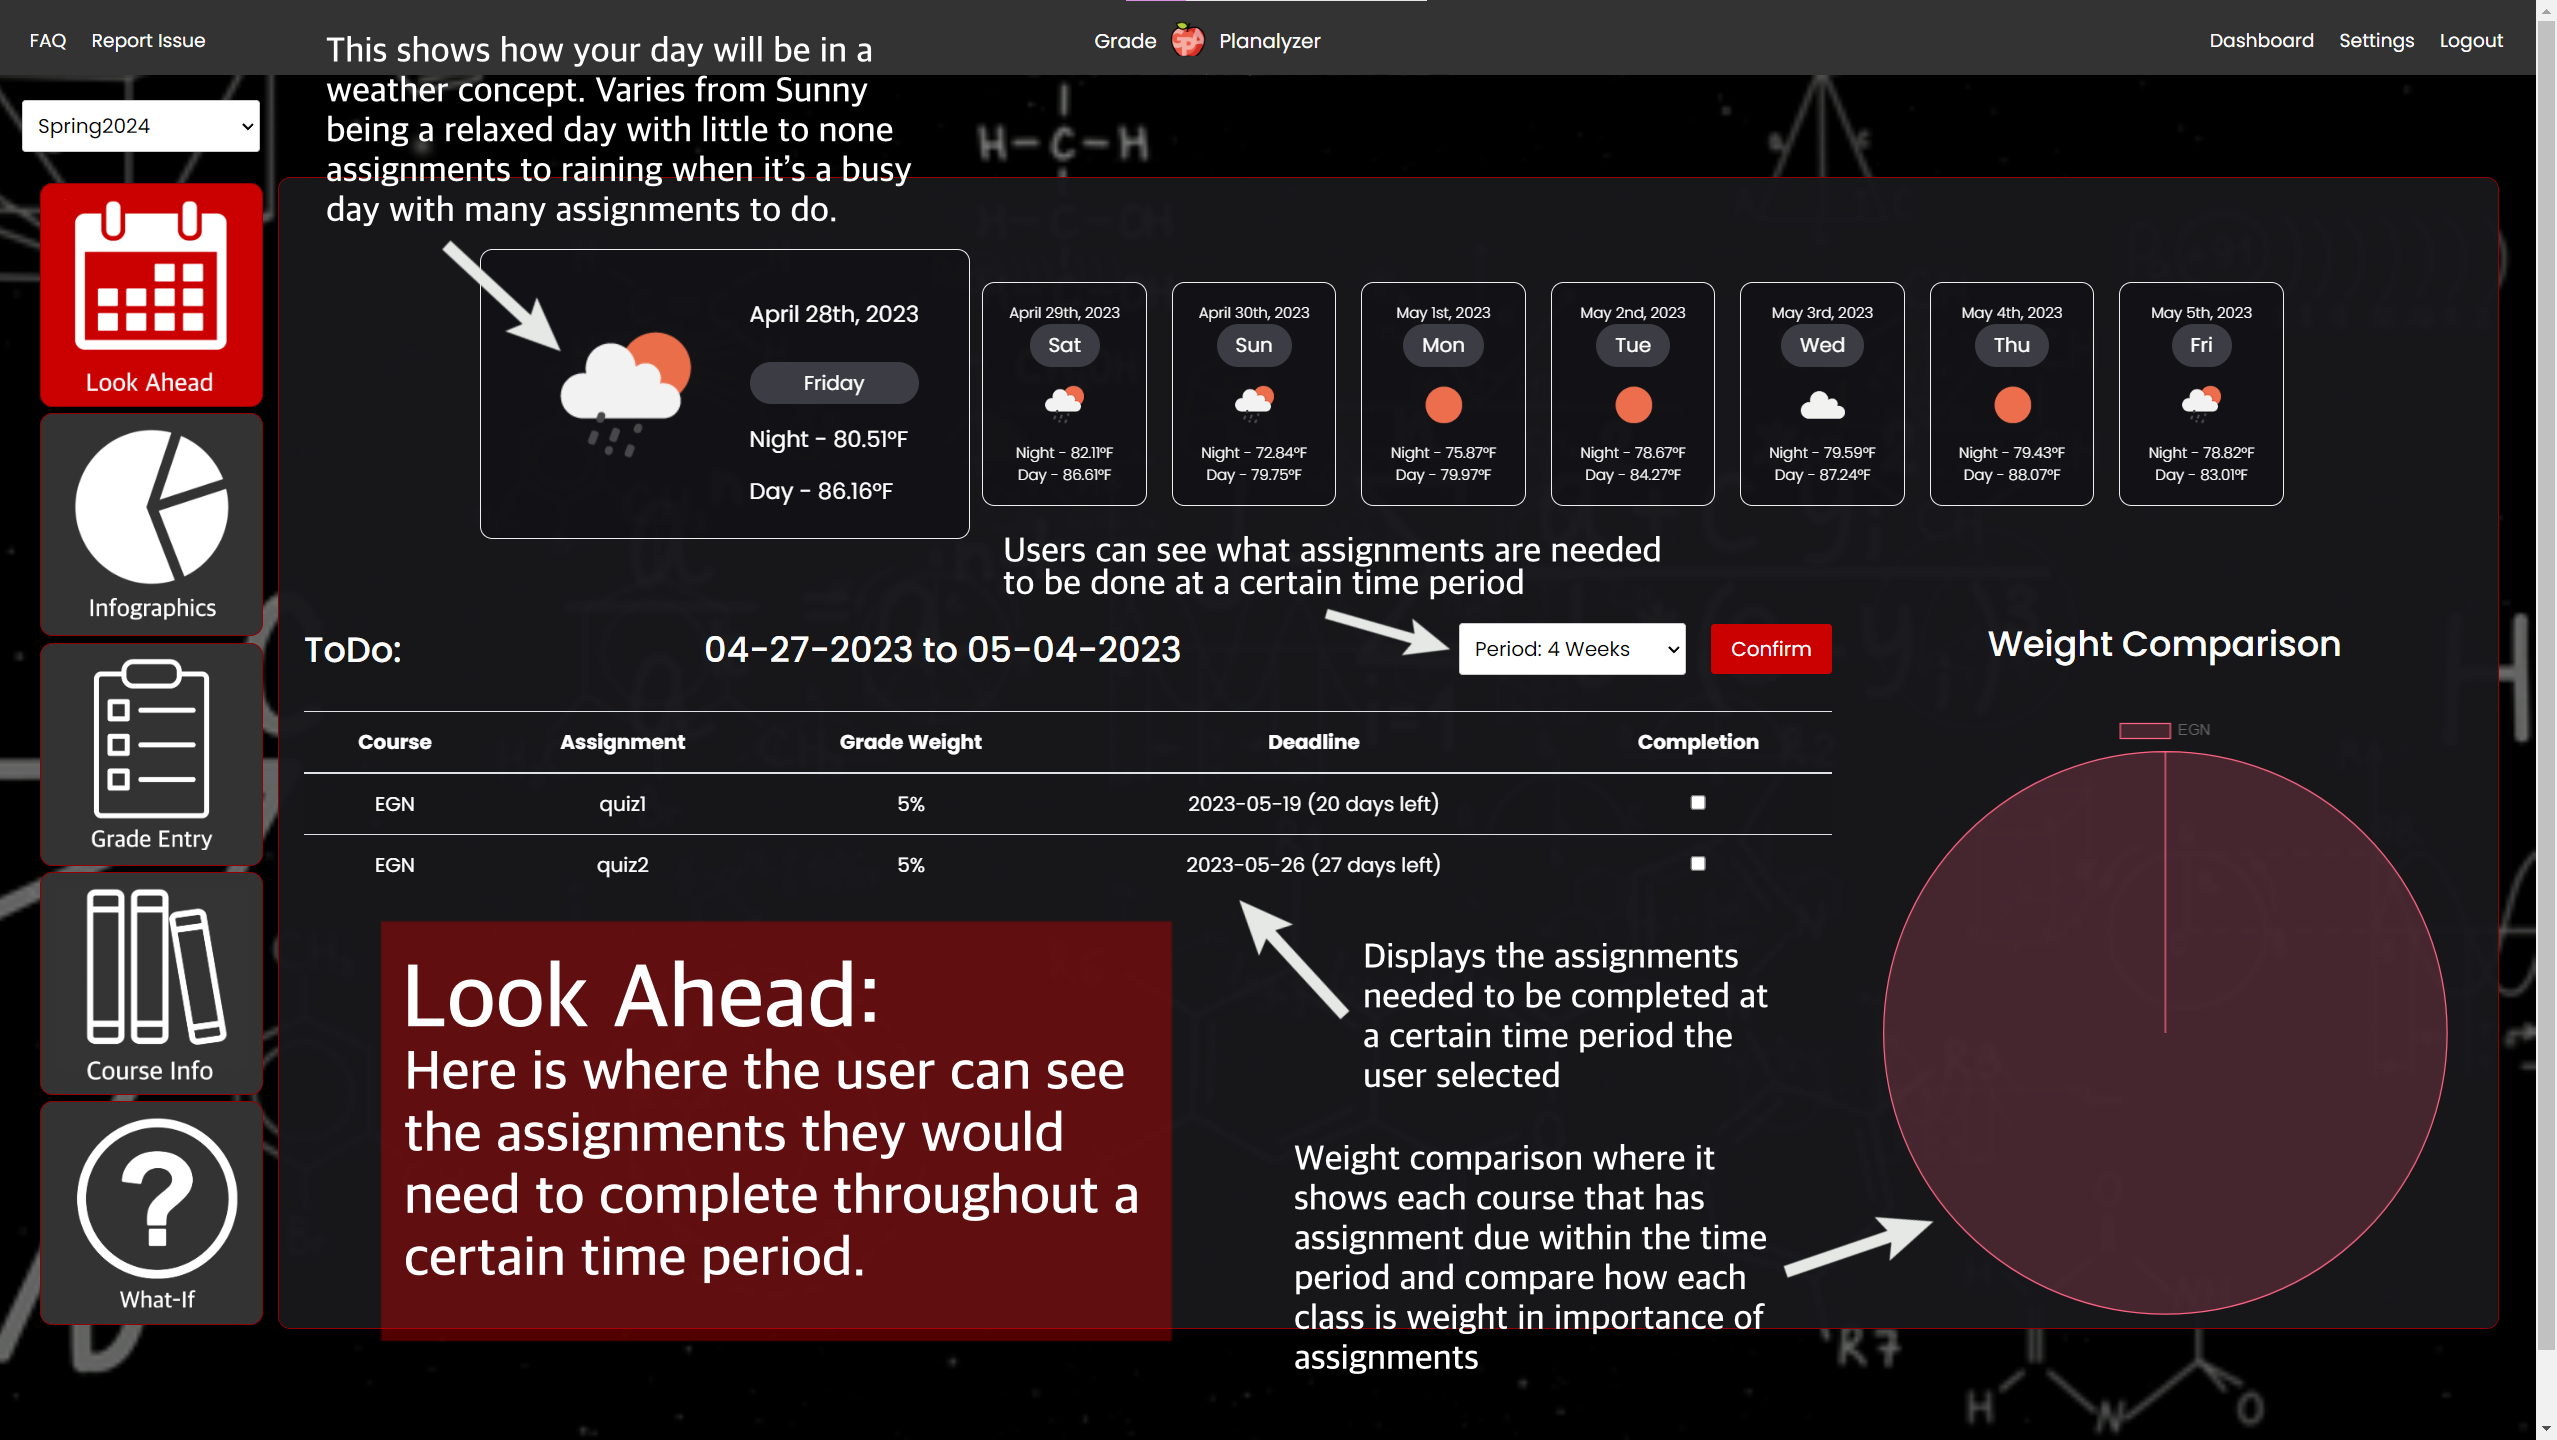 FAQ Report Issue
Grade Planalyzer
Dashboard Settings Logout
This shows how your day will be in a
weather concept. Varies from Sunny
being a relaxed day with little to none
assignments to raining when it's a busy
day with many assignments to do.
Spring2024
Look Ahead
Infographics
Grade Entry
Course Info
What-If
April 28th, 2023
Friday
Night - 80.51°F
Day - 86.16°F
April 29th, 2023
Sat
Night - 82.11°F
Day - 86.61°F
April 30th, 2023
Sun
Night - 72.84°F
Day - 79.75°F
May 1st, 2023
Mon
Night - 75.87°F
Day - 79.97°F
May 2nd, 2023
Tue
Night - 78.67°F
Day - 84.27°F
May 3rd, 2023
Wed
Night - 79.59°F
Day - 87.24°F
May 4th, 2023
Thu
Night - 79.43°F
Day - 88.07°F
May 5th, 2023
Fri
Night - 78.82°F
Day - 83.01°F
Users can see what assignments are needed
to be done at a certain time period
ToDo:
04-27-2023 to 05-04-2023
Period: 4 Weeks
Confirm
Course Assignment Grade Weight Deadline Completion
EGN quiz1 5% 2023-05-19 (20 days left)
EGN quiz2 5% 2023-05-26 (27 days left)
Weight Comparison
EGN
Look Ahead:
Here is where the user can see
the assignments they would
need to complete throughout a
certain time period.
Displays the assignments
needed to be completed at
a certain time period the
user selected
Weight comparison where it
shows each course that has
assignment due within the time
period and compare how each
class is weight in importance of
assignments